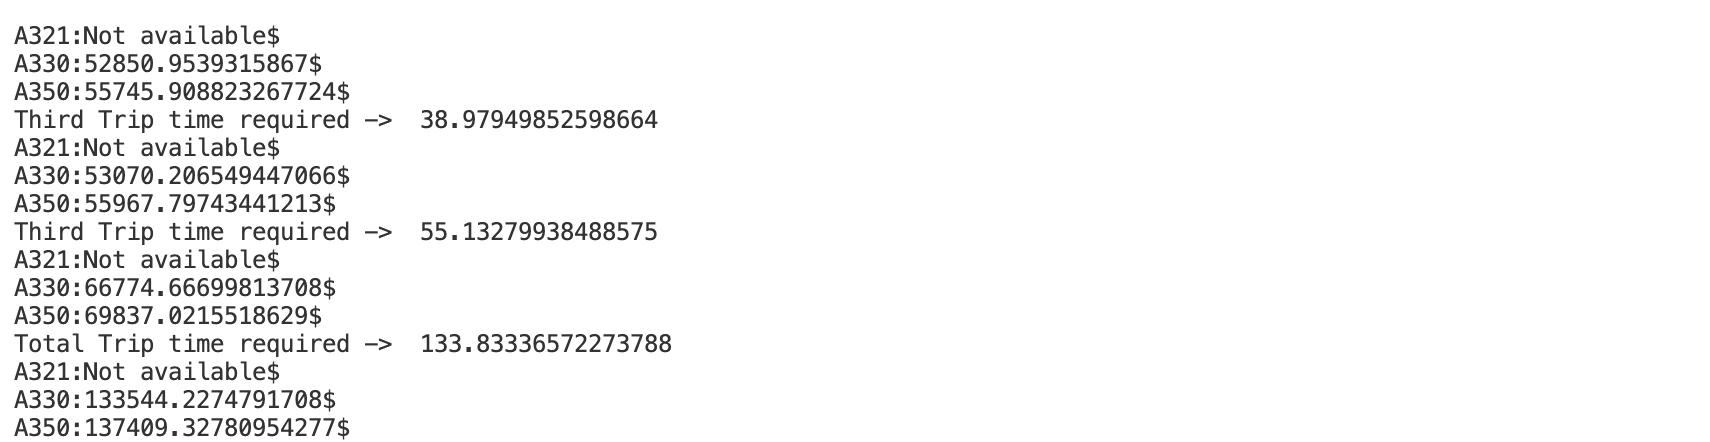 A321:Not available$
A330:52850.9539315867$
A350:55745.908823267724$
Third Trip time required —>  38.97949852598664
A321:Not available$
A330:53070.206549447066$
A350:55967.79743441213$
Third Trip time required —>  55.13279938488575
A321:Not available$
A330:66774.66699813708$
A350:69837.0215518629$
Total Trip time required —>  133.83336572273788
A321:Not available$
A330:133544.2274791708$
A350:137409.32780954277$